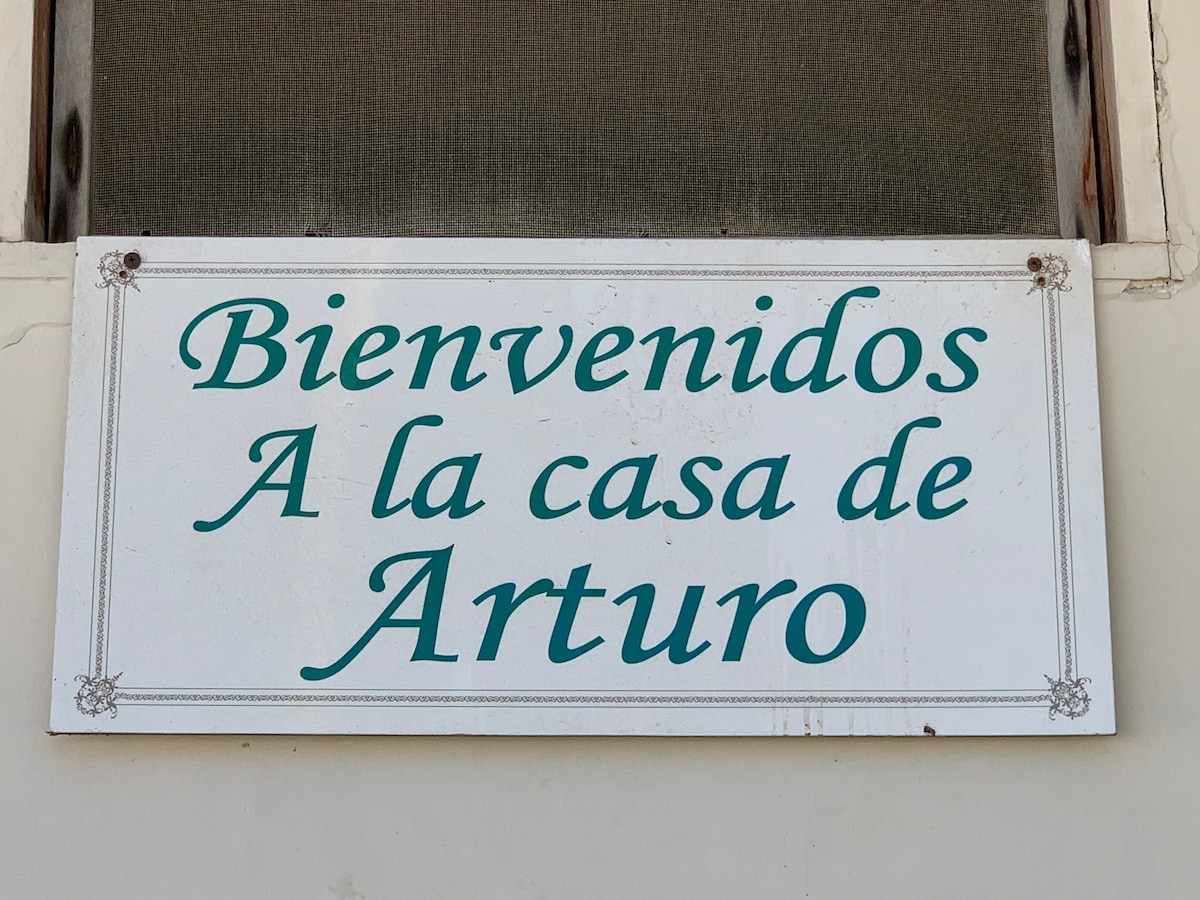 Bienvenidos
A la casa de
Arturo